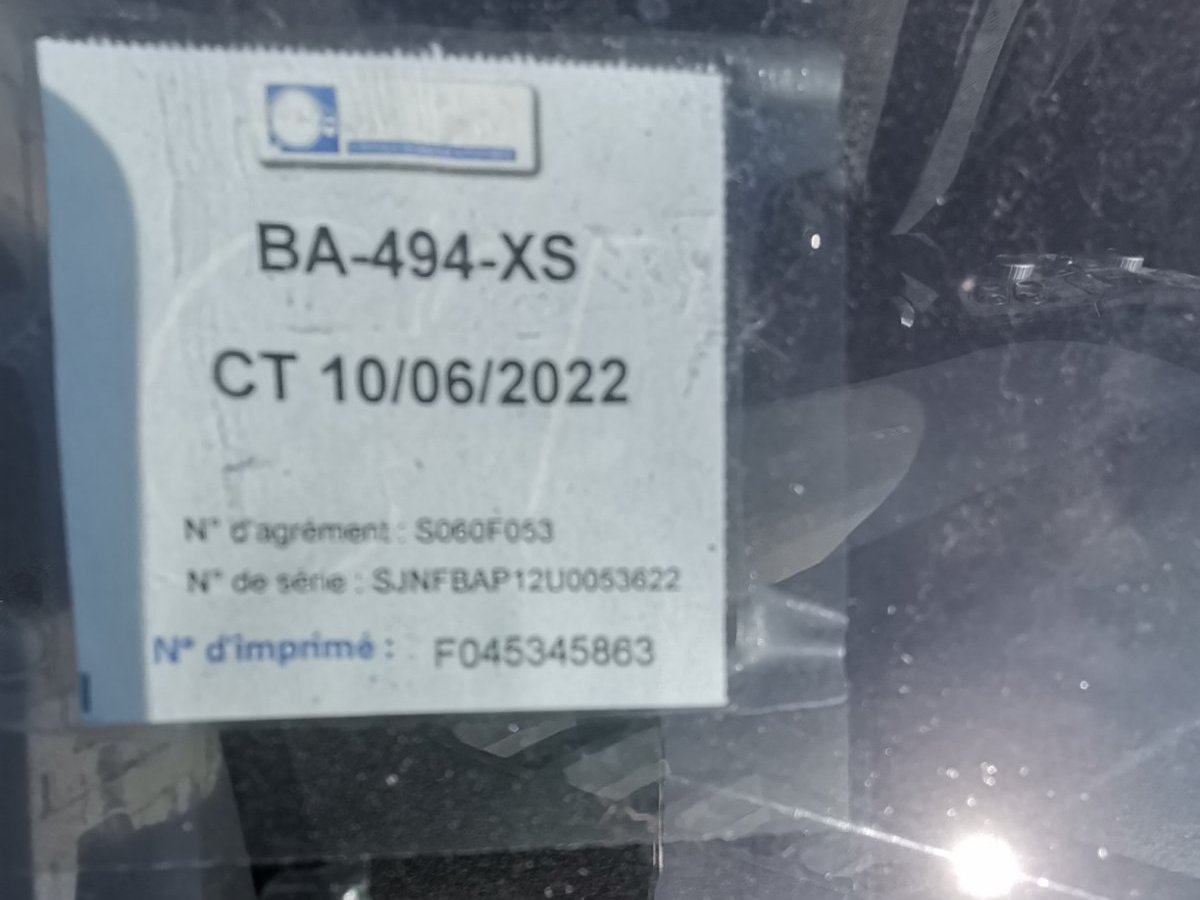 BA-494-XS
CT 10/06/2022
N° d'agrément : S060F053
N° de série : SJNFBAP12U0053622
N° d'imprimé : F045345863